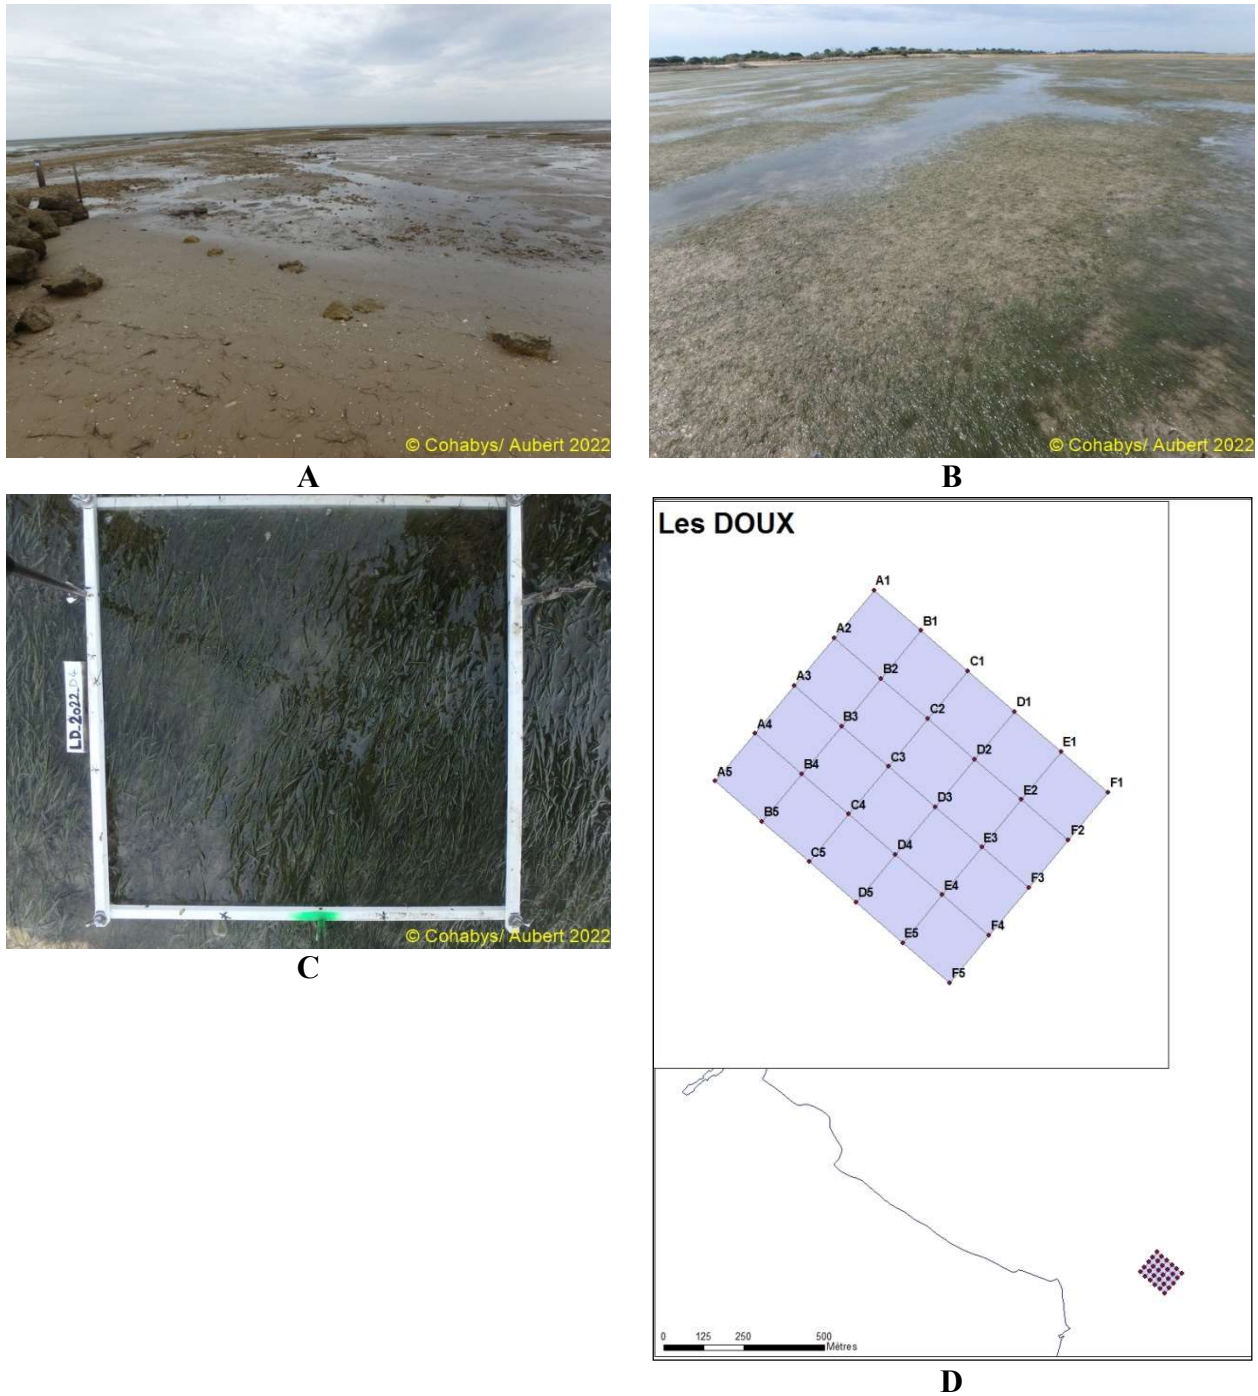 © Cohabys/ Aubert 2022
A
© Cohabys/ Aubert 2022
B
LD_2022_D4
© Cohabys/ Aubert 2022
C
Les DOUX
A1
B1
A2
B2
C1
A3
B3
C2
D1
A4
B4
C3
D2
E1
A5
B5
C4
D3
E2
F1
C5
D4
E3
F2
D5
E4
F3
E5
F4
F5
0 125 250 500
Mètres
D